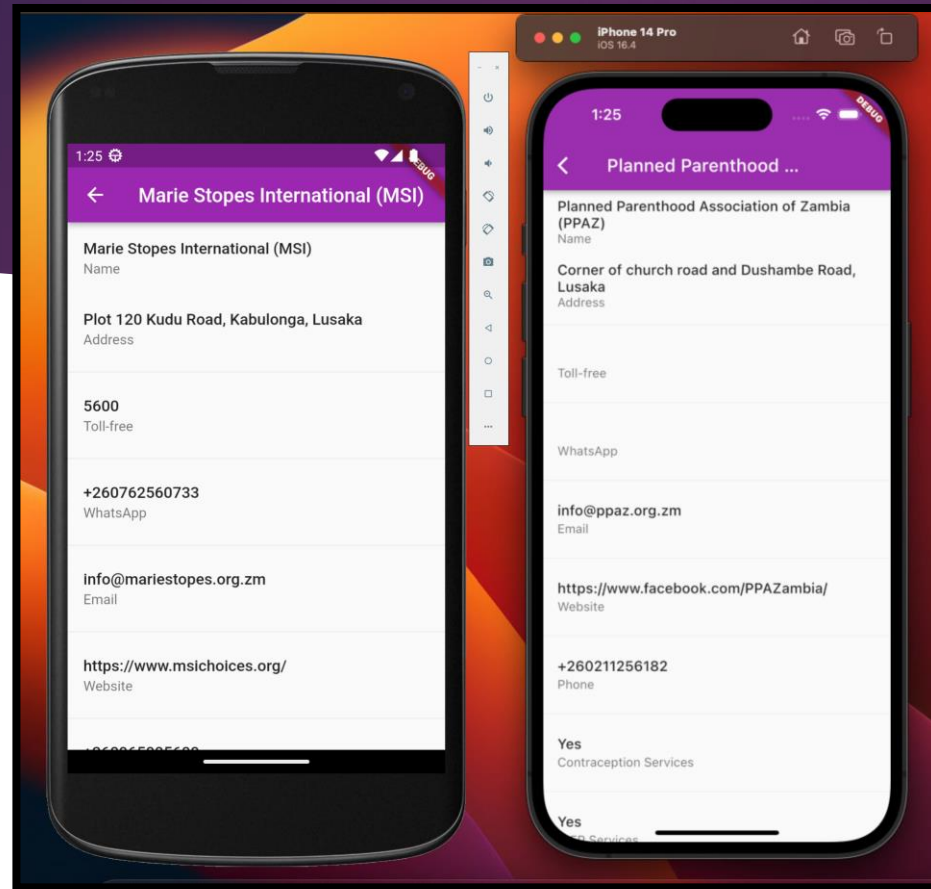 1:25
Marie Stopes International (MSI)
DEBUG
Marie Stopes International (MSI)
Name
Plot 120 Kudu Road, Kabulonga, Lusaka
Address
5600
Toll-free
+260762560733
WhatsApp
info@mariestopes.org.zm
Email
https://www.msichoices.org/
Website
iPhone 14 Pro
iOS 16.4
1:25
DEBUG
Planned Parenthood ...
Planned Parenthood Association of Zambia
(PPAZ)
Name
Corner of church road and Dushambe Road,
Lusaka
Address
Toll-free
WhatsApp
info@ppaz.org.zm
Email
https://www.facebook.com/PPAZambia/
Website
+260211256182
Phone
Yes
Contraception Services
Yes
Services